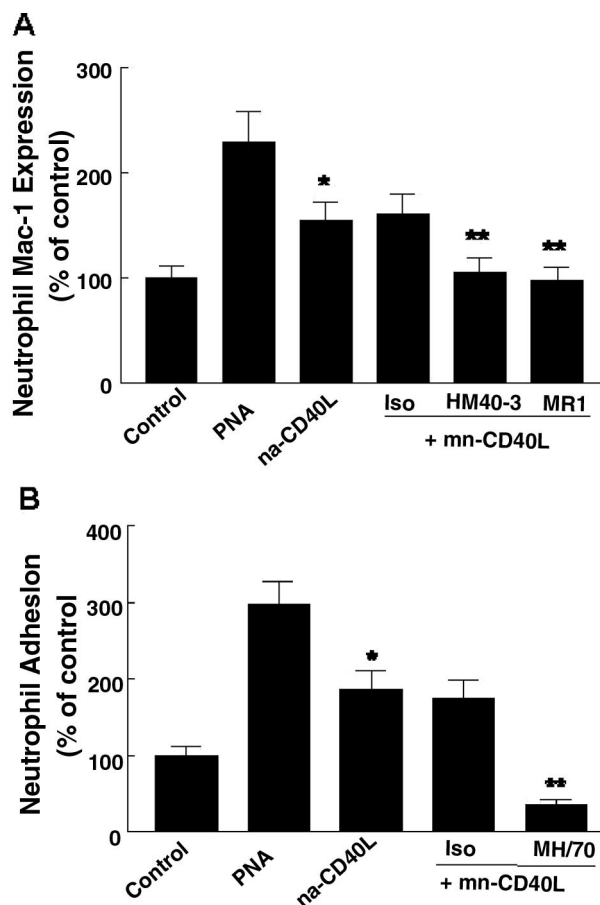 A
Neutrophil Mac-1 Expression
(% of control)
300
200
100
0
*
**
**
Control
PNA
na-CD40L
Iso
HM40-3
MR1
+ mn-CD40L
B
Neutrophil Adhesion
(% of control
400
300
200
100
0
*
**
Control
PNA
na-CD40L
Iso
MH/70
+ mn-CD40L